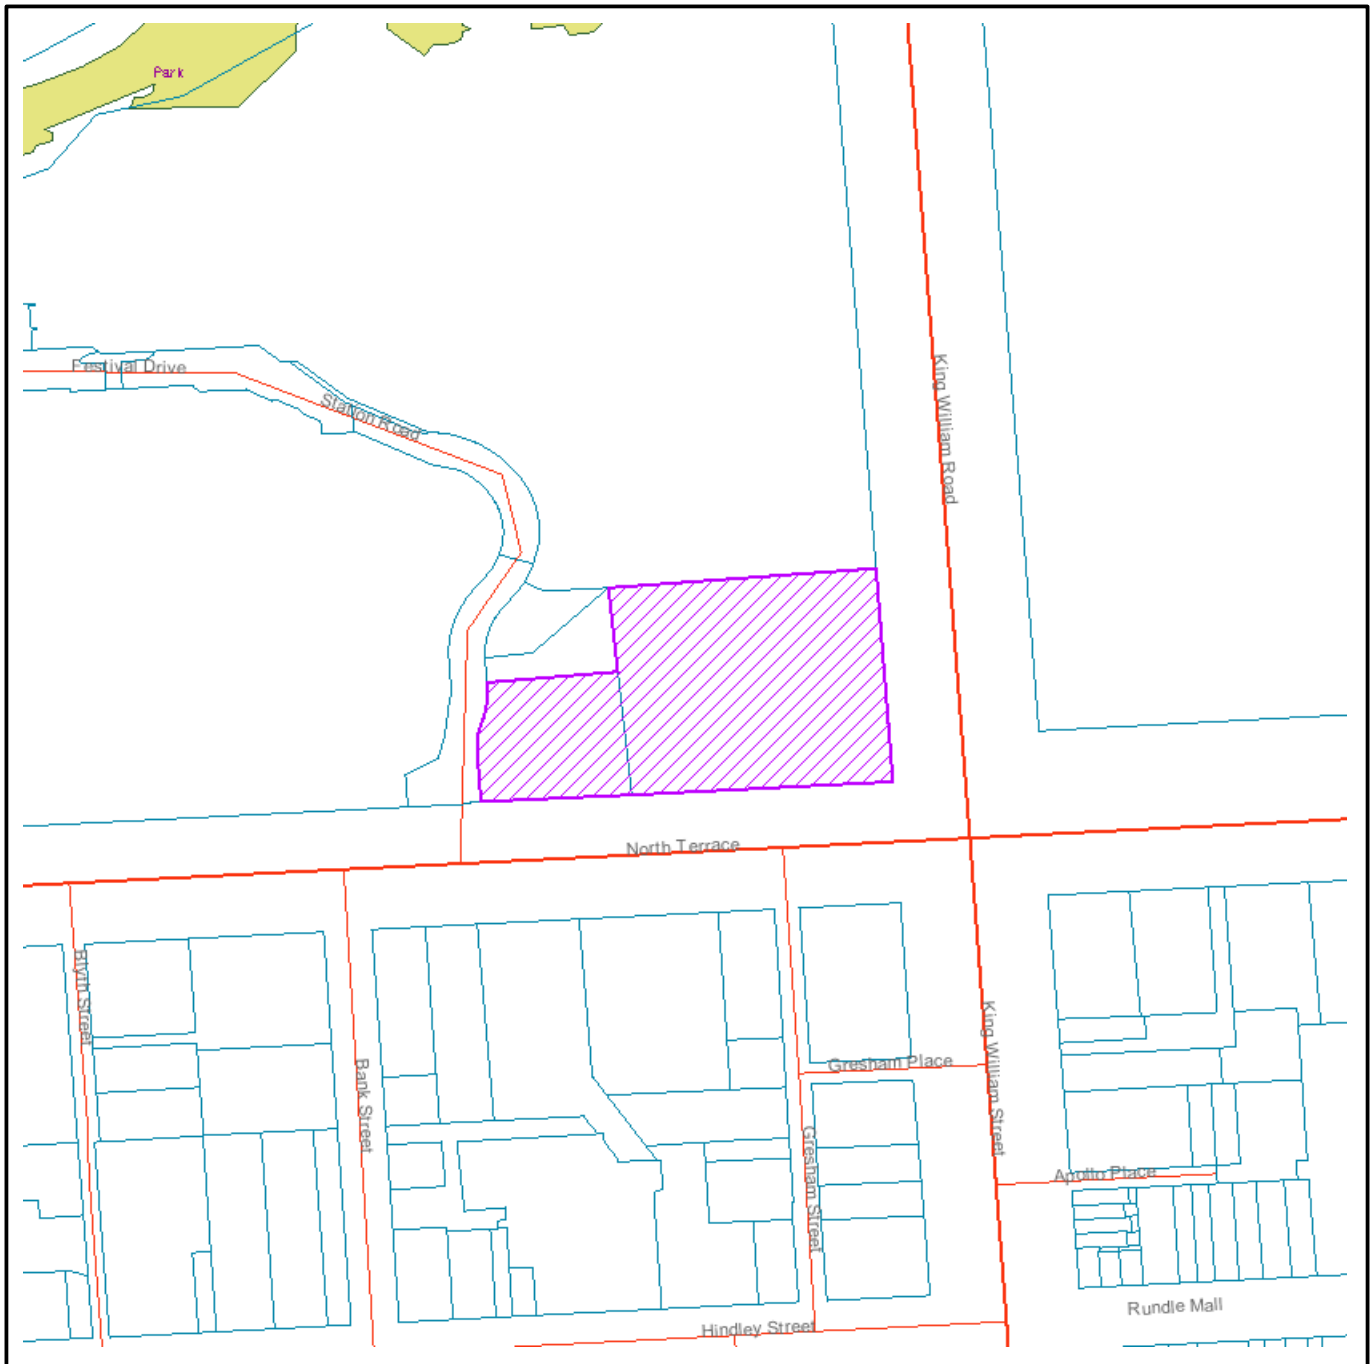 Park
Festival Drive
Station Road
King William Road
North Terrace
Blyth Street
Bank Street
Gresham Place
King William Street
Gresham Street
Apollo Place
Rundle Mall
Hindley Street